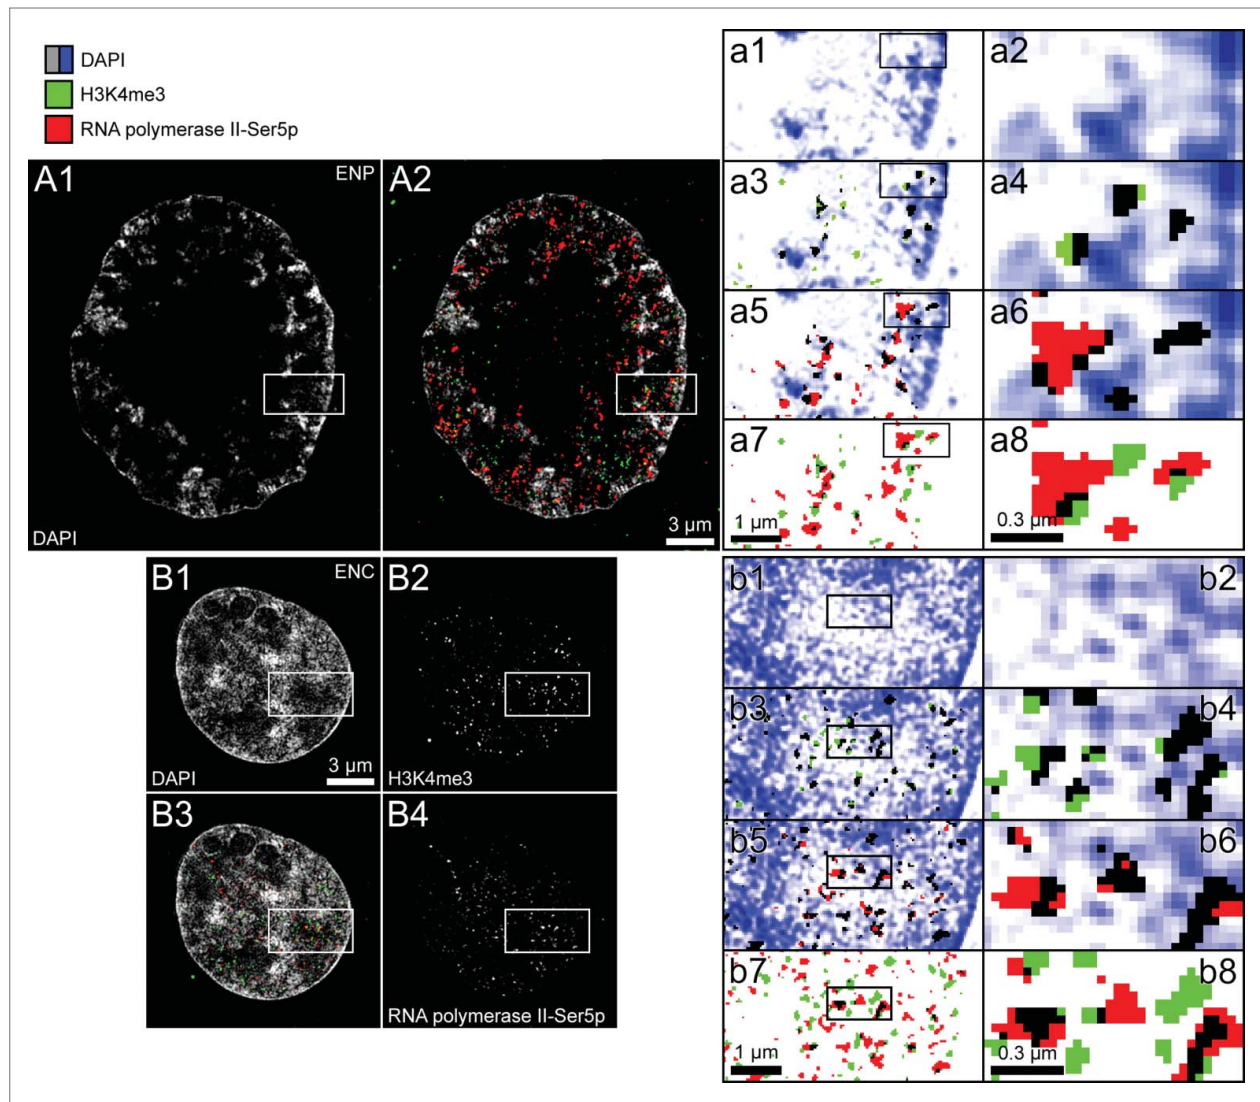 DAPI
H3K4me3
RNA polymerase II-Ser5p
A1
ENP
DAPI
A2
3 µm
a1
a2
a3
a4
a5
a6
a7
1 µm
a8
0.3 µm
B1
ENC
DAPI
3 µm
B2
H3K4me3
B3
B4
RNA polymerase II-Ser5p
b1
b2
b3
b4
b5
b6
b7
1 µm
b8
0.3 µm